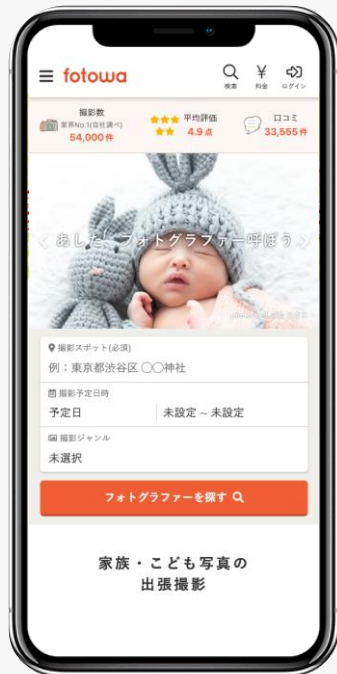 fotowa
検索
料金
ログイン
撮影数
業界No.1(自社調べ)
54,000件
平均評価
4.9点
口コミ
33,555件
あした、フォトグラファー呼ぼう
撮影スポット(必須)
例：東京都渋谷区 〇〇神社
撮影予定日時
予定日
未設定 ~ 未設定
撮影ジャンル
未選択
フォトグラファーを探す
家族・こども写真の
出張撮影